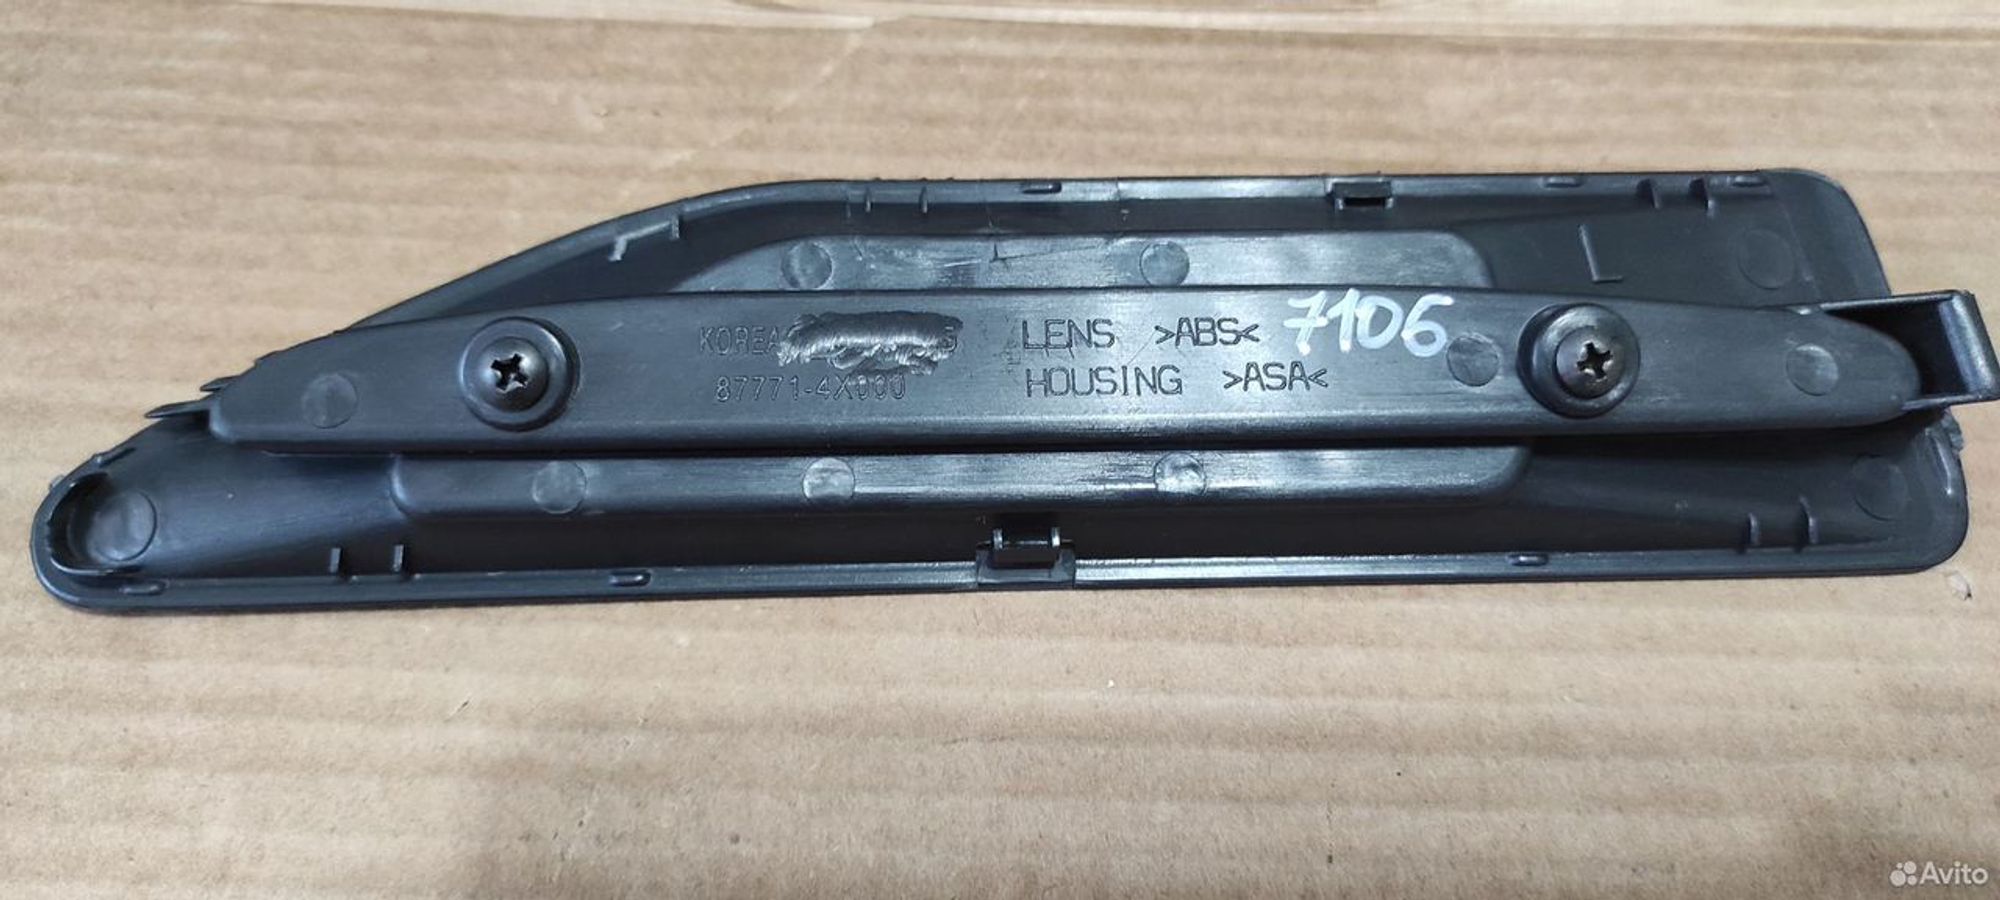 L
KOREA
87771-4X000
LENS >ABS<
HOUSING >ASA<
7106
Avito